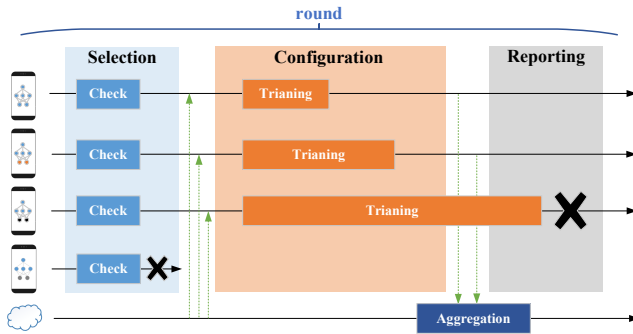 round
Selection
Configuration
Reporting
Check
Trianing
Check
Trianing
Check
Trianing
Check
Aggregation